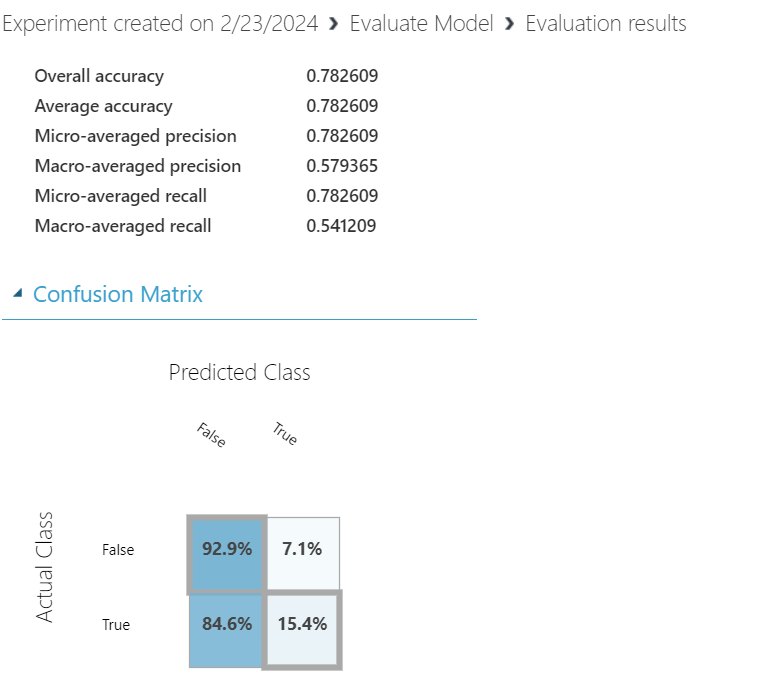 Experiment created on 2/23/2024 › Evaluate Model › Evaluation results
Overall accuracy 0.782609
Average accuracy 0.782609
Micro-averaged precision 0.782609
Macro-averaged precision 0.579365
Micro-averaged recall 0.782609
Macro-averaged recall 0.541209
Confusion Matrix
Predicted Class
False True
Actual Class
False 92.9% 7.1%
True 84.6% 15.4%